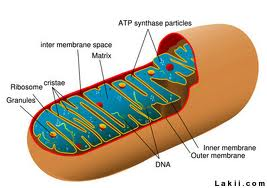 ATP synthase particles
inter membrane space
Matrix
cristae
Ribosome
Granules
Inner membrane
Outer membrane
DNA
Lakii.com